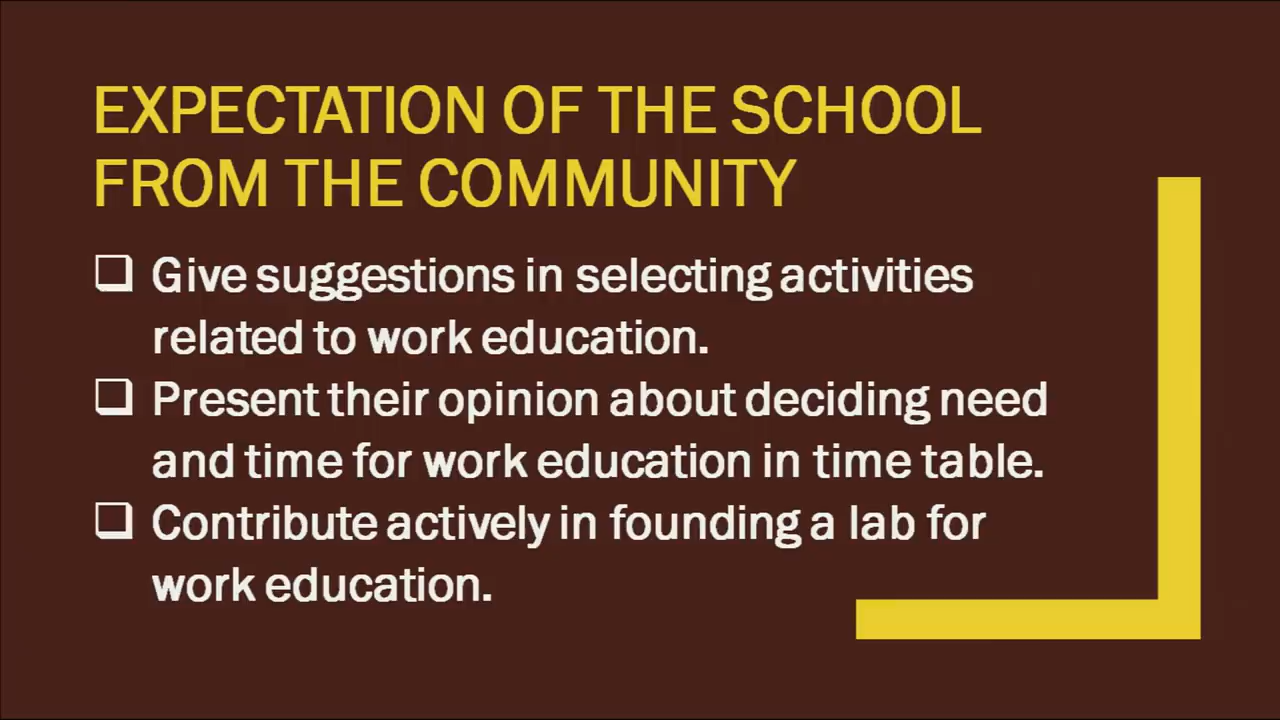 EXPECTATION OF THE SCHOOL
FROM THE COMMUNITY
❑ Give suggestions in selecting activities
related to work education.
❑ Present their opinion about deciding need
and time for work education in time table.
❑ Contribute actively in founding a lab for
work education.